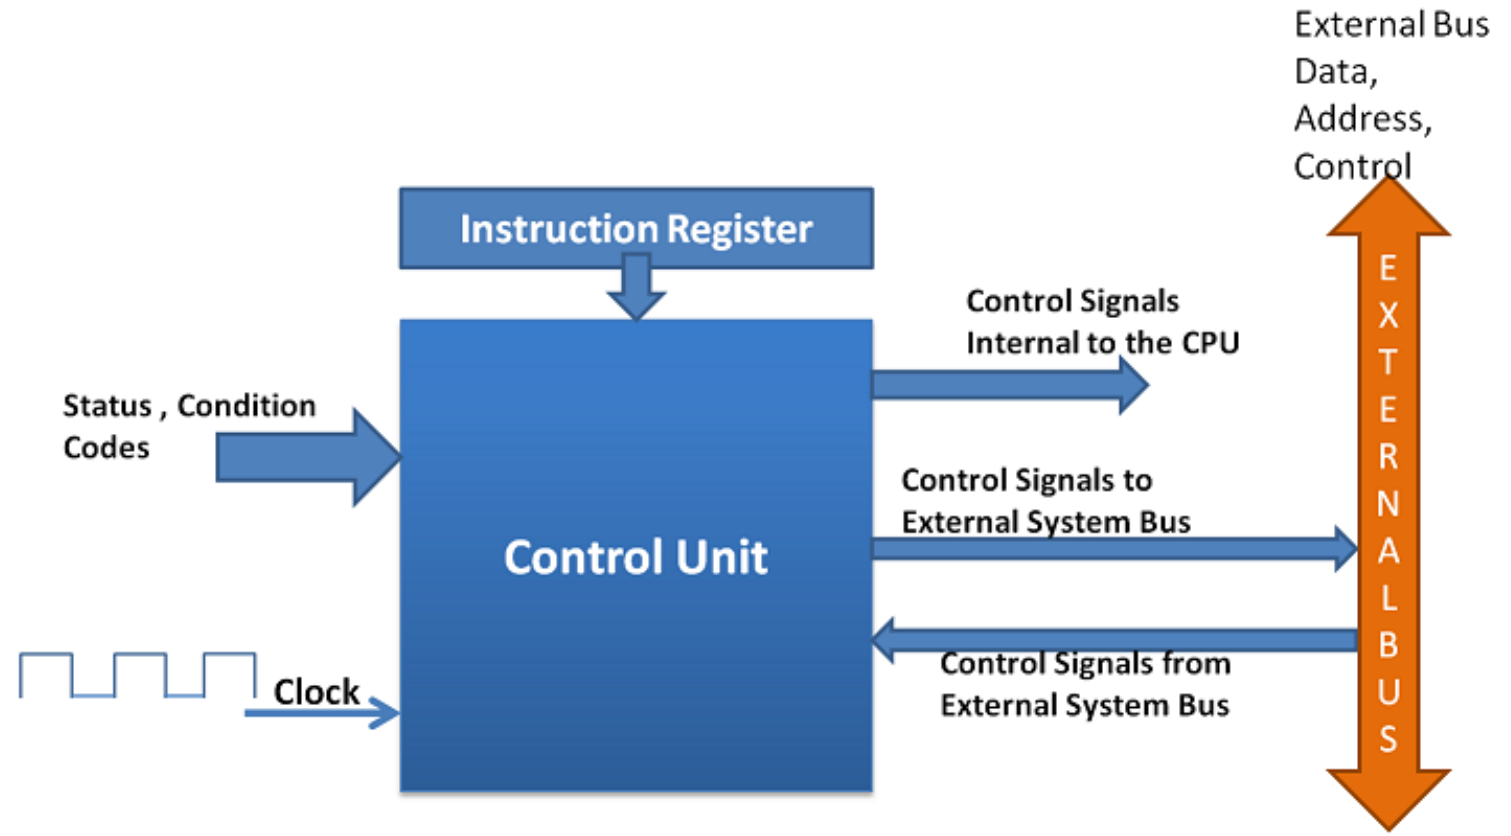 External Bus
Data,
Address,
Control
Instruction Register
Control Signals
Internal to the CPU
Status , Condition
Codes
Control Signals to
External System Bus
Control Unit
Control Signals from
External System Bus
Clock
E
X
T
E
R
N
A
L
B
U
S